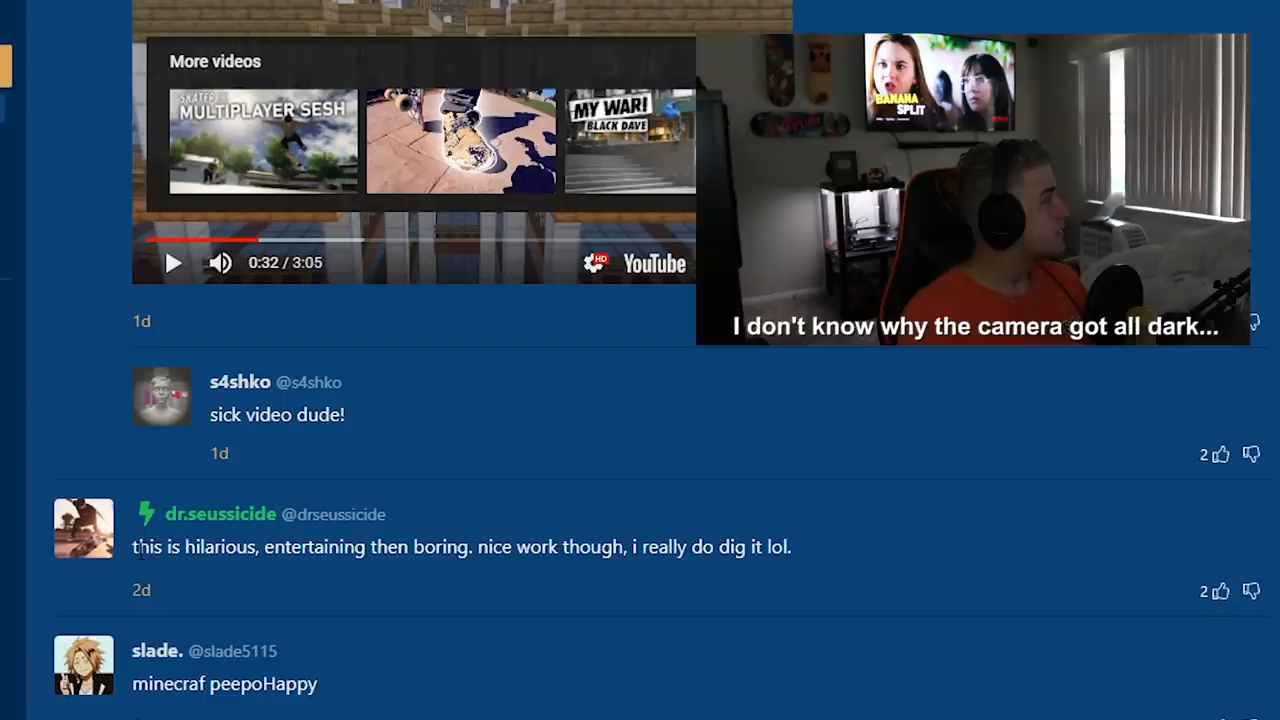 More videos
SKATER
MULTIPLAYER SESH
MY WAR!
BLACK DAVE
BANANA
SPLIT
0:32 / 3:05
HD
YouTube
I don't know why the camera got all dark...
1d
s4shko @s4shko
sick video dude!
1d
2
dr.seussicide @drseussicide
this is hilarious, entertaining then boring. nice work though, i really do dig it lol.
2d
2
slade. @slade5115
minecraf peepoHappy